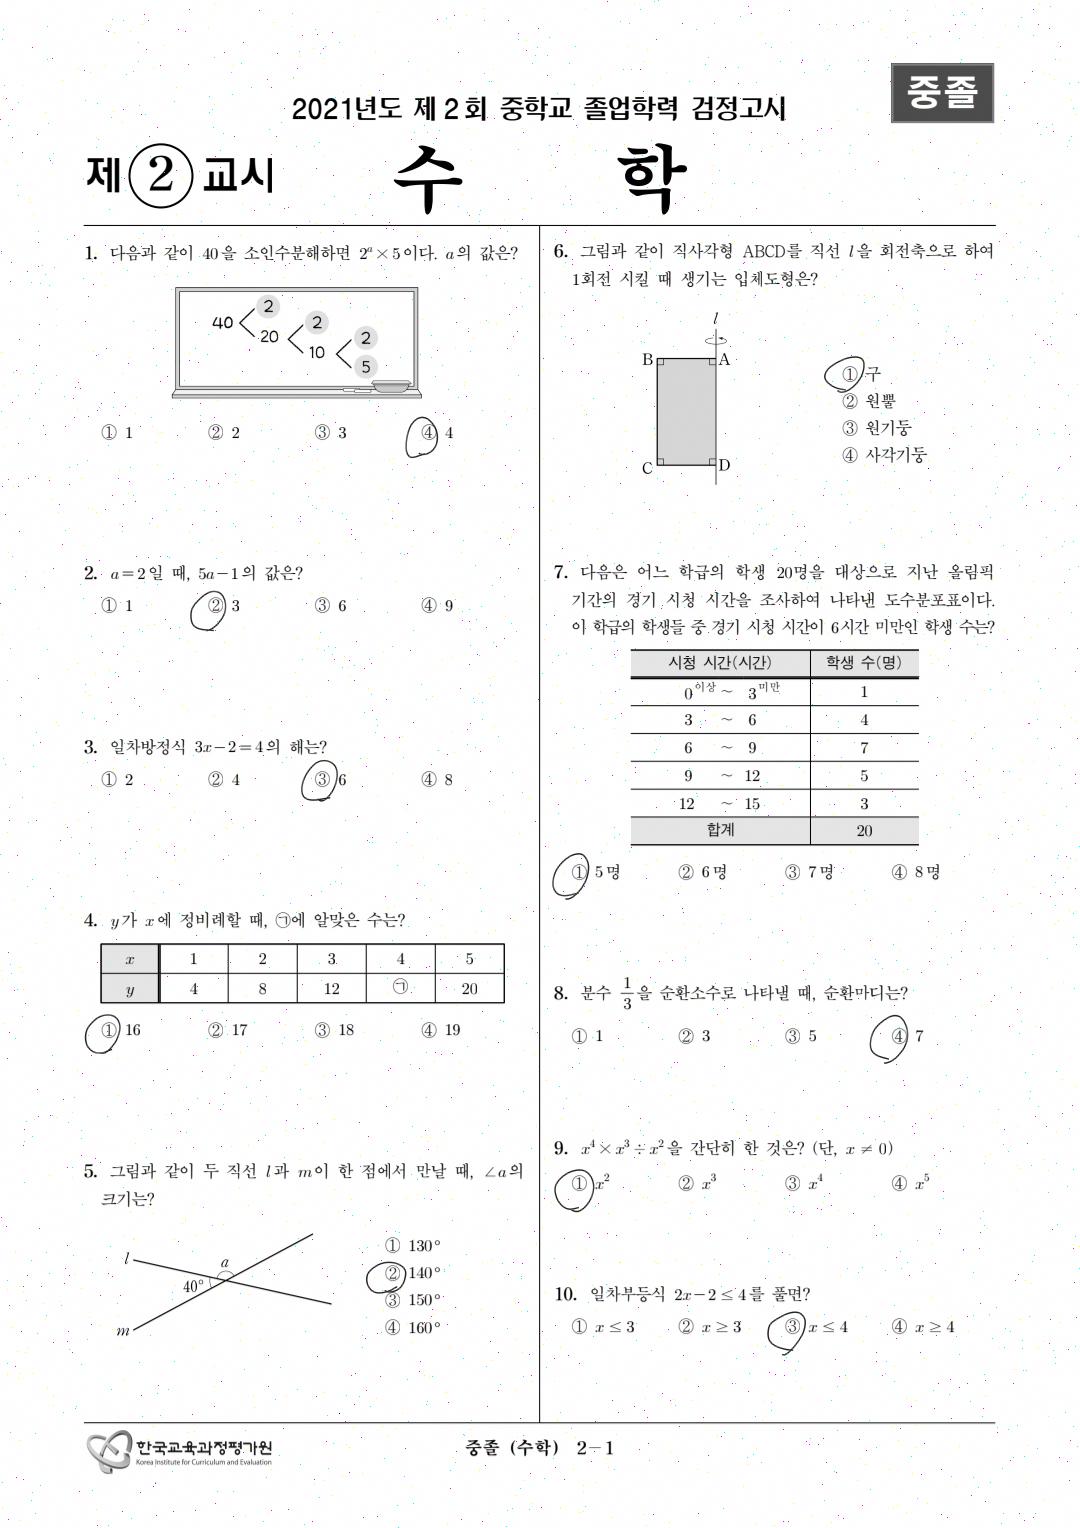 중졸
2021년도 제 2 회 중학교 졸업학력 검정고시
제 2 교시 수 학
1. 다음과 같이 40을 소인수분해하면 2ᵃ × 5이다. a의 값은?
40
2
20
2
10
2
5
① 1 ② 2 ③ 3 ④ 4
2. a = 2일 때, 5a − 1의 값은?
① 1 ② 3 ③ 6 ④ 9
3. 일차방정식 3x − 2 = 4의 해는?
① 2 ② 4 ③ 6 ④ 8
4. y가 x에 정비례할 때, ㉠에 알맞은 수는?
x 1 2 3 4 5
y 4 8 12 ㉠ 20
① 16 ② 17 ③ 18 ④ 19
5. 그림과 같이 두 직선 l과 m이 한 점에서 만날 때, ∠a의
크기는?
l
a
40°
m
① 130°
② 140°
③ 150°
④ 160°
6. 그림과 같이 직사각형 ABCD를 직선 l을 회전축으로 하여
1회전 시킬 때 생기는 입체도형은?
l
B A
C D
① 구
② 원뿔
③ 원기둥
④ 사각기둥
7. 다음은 어느 학급의 학생 20명을 대상으로 지난 올림픽
기간의 경기 시청 시간을 조사하여 나타낸 도수분포표이다.
이 학급의 학생들 중 경기 시청 시간이 6시간 미만인 학생 수는?
시청 시간(시간) 학생 수(명)
0이상 ~ 3미만 1
3 ~ 6 4
6 ~ 9 7
9 ~ 12 5
12 ~ 15 3
합계 20
① 5명 ② 6명 ③ 7명 ④ 8명
8. 분수 1/3을 순환소수로 나타낼 때, 순환마디는?
① 1 ② 3 ③ 5 ④ 7
9. x⁴ × x³ ÷ x²을 간단히 한 것은? (단, x ≠ 0)
① x² ② x³ ③ x⁴ ④ x⁵
10. 일차부등식 2x − 2 ≤ 4를 풀면?
① x ≤ 3 ② x ≥ 3 ③ x ≤ 4 ④ x ≥ 4
한국교육과정평가원
Korea Institute for Curriculum and Evaluation
중졸 (수학) 2−1